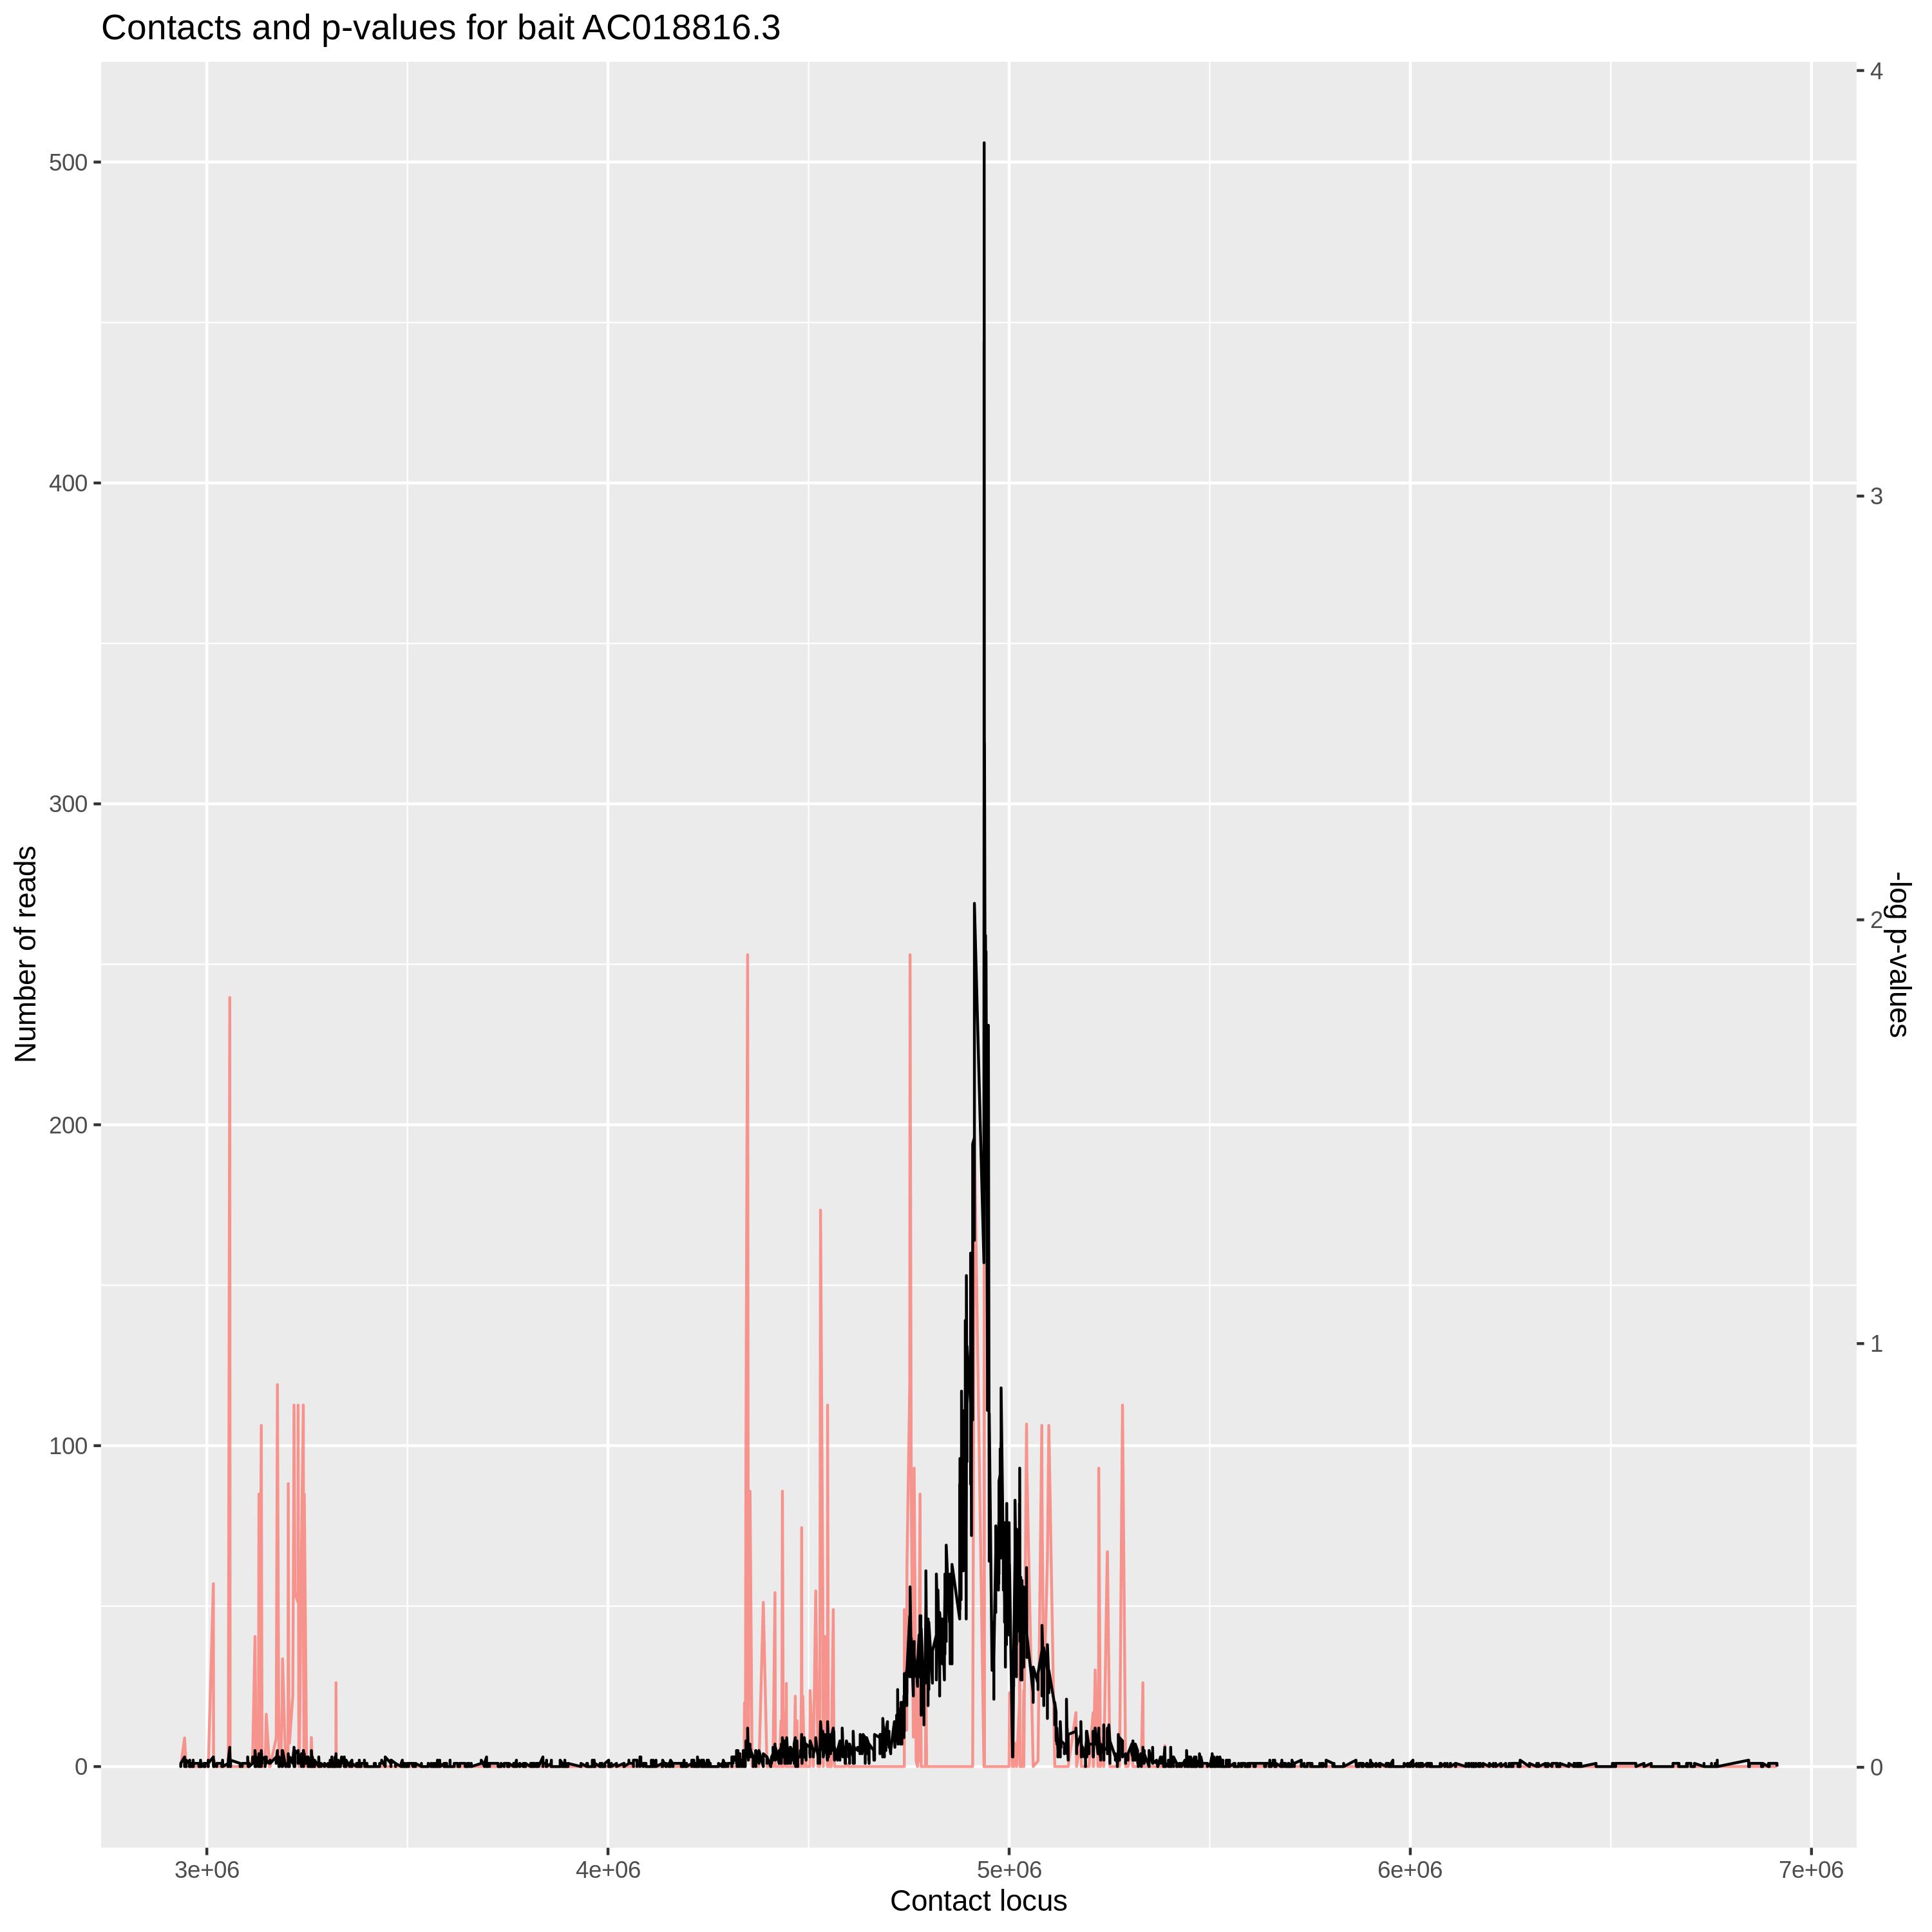 Contacts and p-values for bait AC018816.3
Number of reads
500
400
300
200
100
0
4
3
2
1
0
-log p-values
3e+06
4e+06
5e+06
6e+06
7e+06
Contact locus